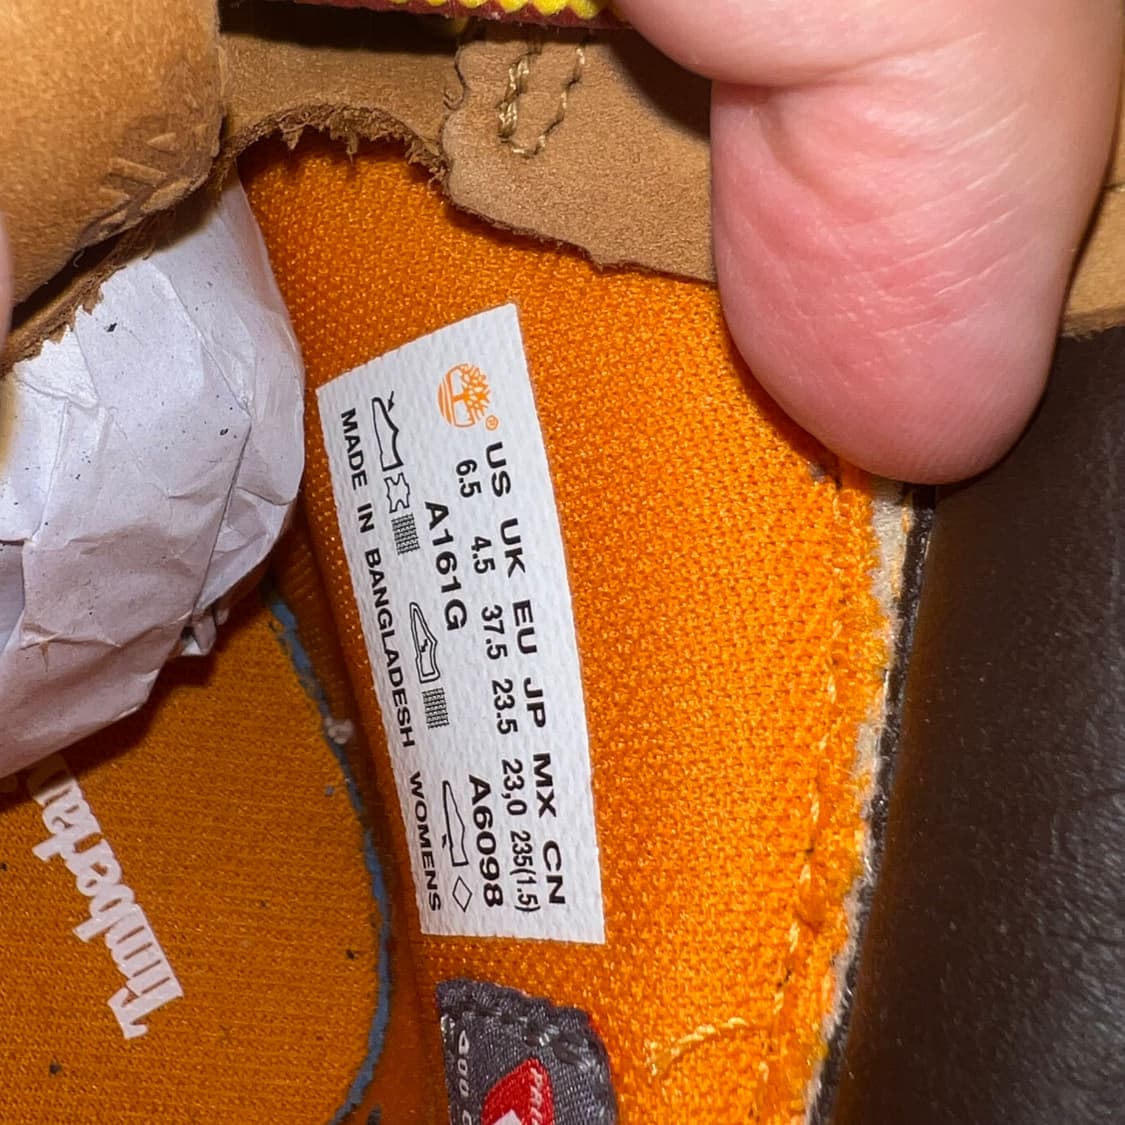 ®
US UK EU JP MX CN
6.5 4.5 37.5 23.5 23,0 235(1.5)
A161G A6098
MADE IN BANGLADESH WOMENS
Timberlan